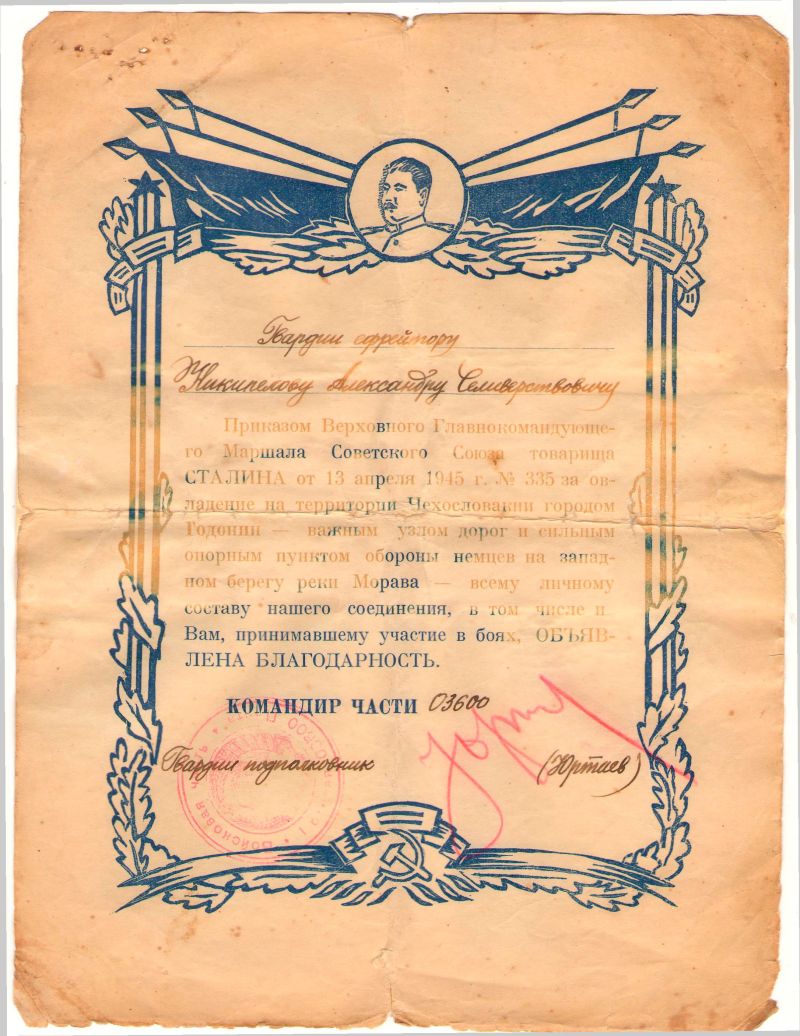 Гвардии ефрейтору
Никипелову Александру Селиверстовичу
Приказом Верховного Главнокомандующе-
го Маршала Советского Союза товарища
СТАЛИНА от 13 апреля 1945 г. № 335 за ов-
ладение на территории Чехословакии городом
Годонин — важным узлом дорог и сильным
опорным пунктом обороны немцев на запад-
ном берегу реки Морава — всему личному
составу нашего соединения, в том числе и
Вам, принимавшему участие в боях, ОБЪЯВ-
ЛЕНА БЛАГОДАРНОСТЬ.
КОМАНДИР ЧАСТИ 03600
Гвардии подполковник (Юртаев)
Войсковая